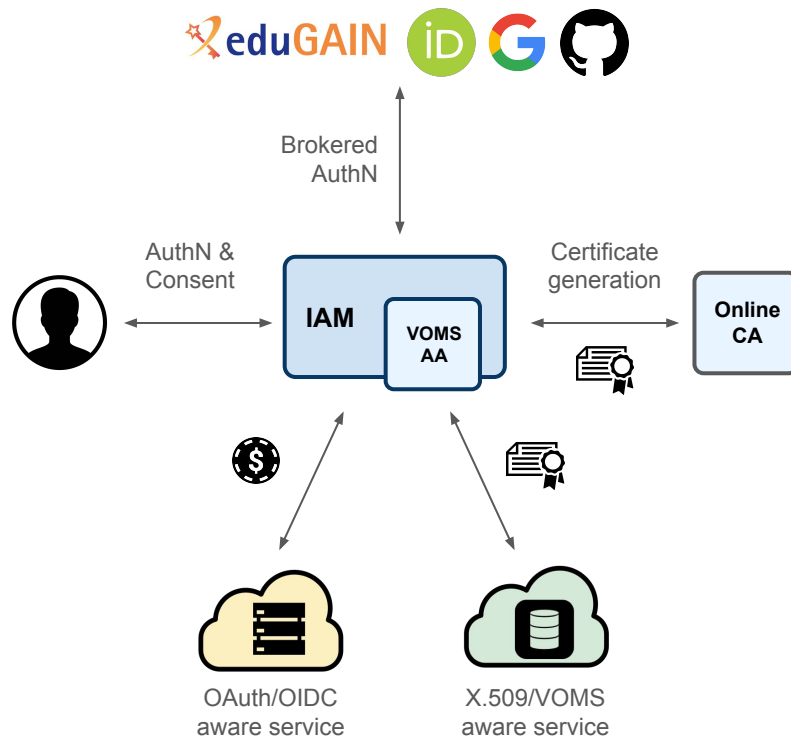 eduGAIN
iD
G
Brokered
AuthN
AuthN &
Consent
Certificate
generation
IAM
VOMS
AA
Online
CA
$
OAuth/OIDC
aware service
X.509/VOMS
aware service